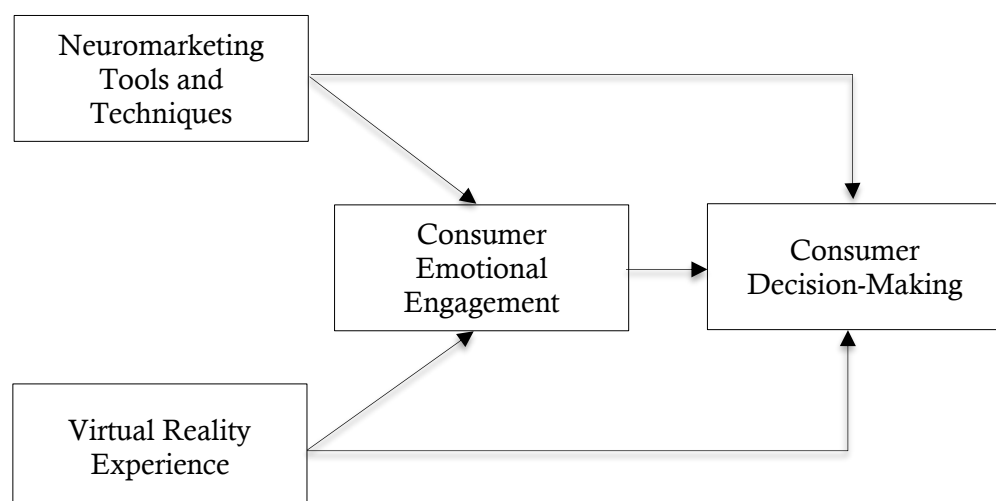 Neuromarketing
Tools and
Techniques
Consumer
Emotional
Engagement
Consumer
Decision-Making
Virtual Reality
Experience